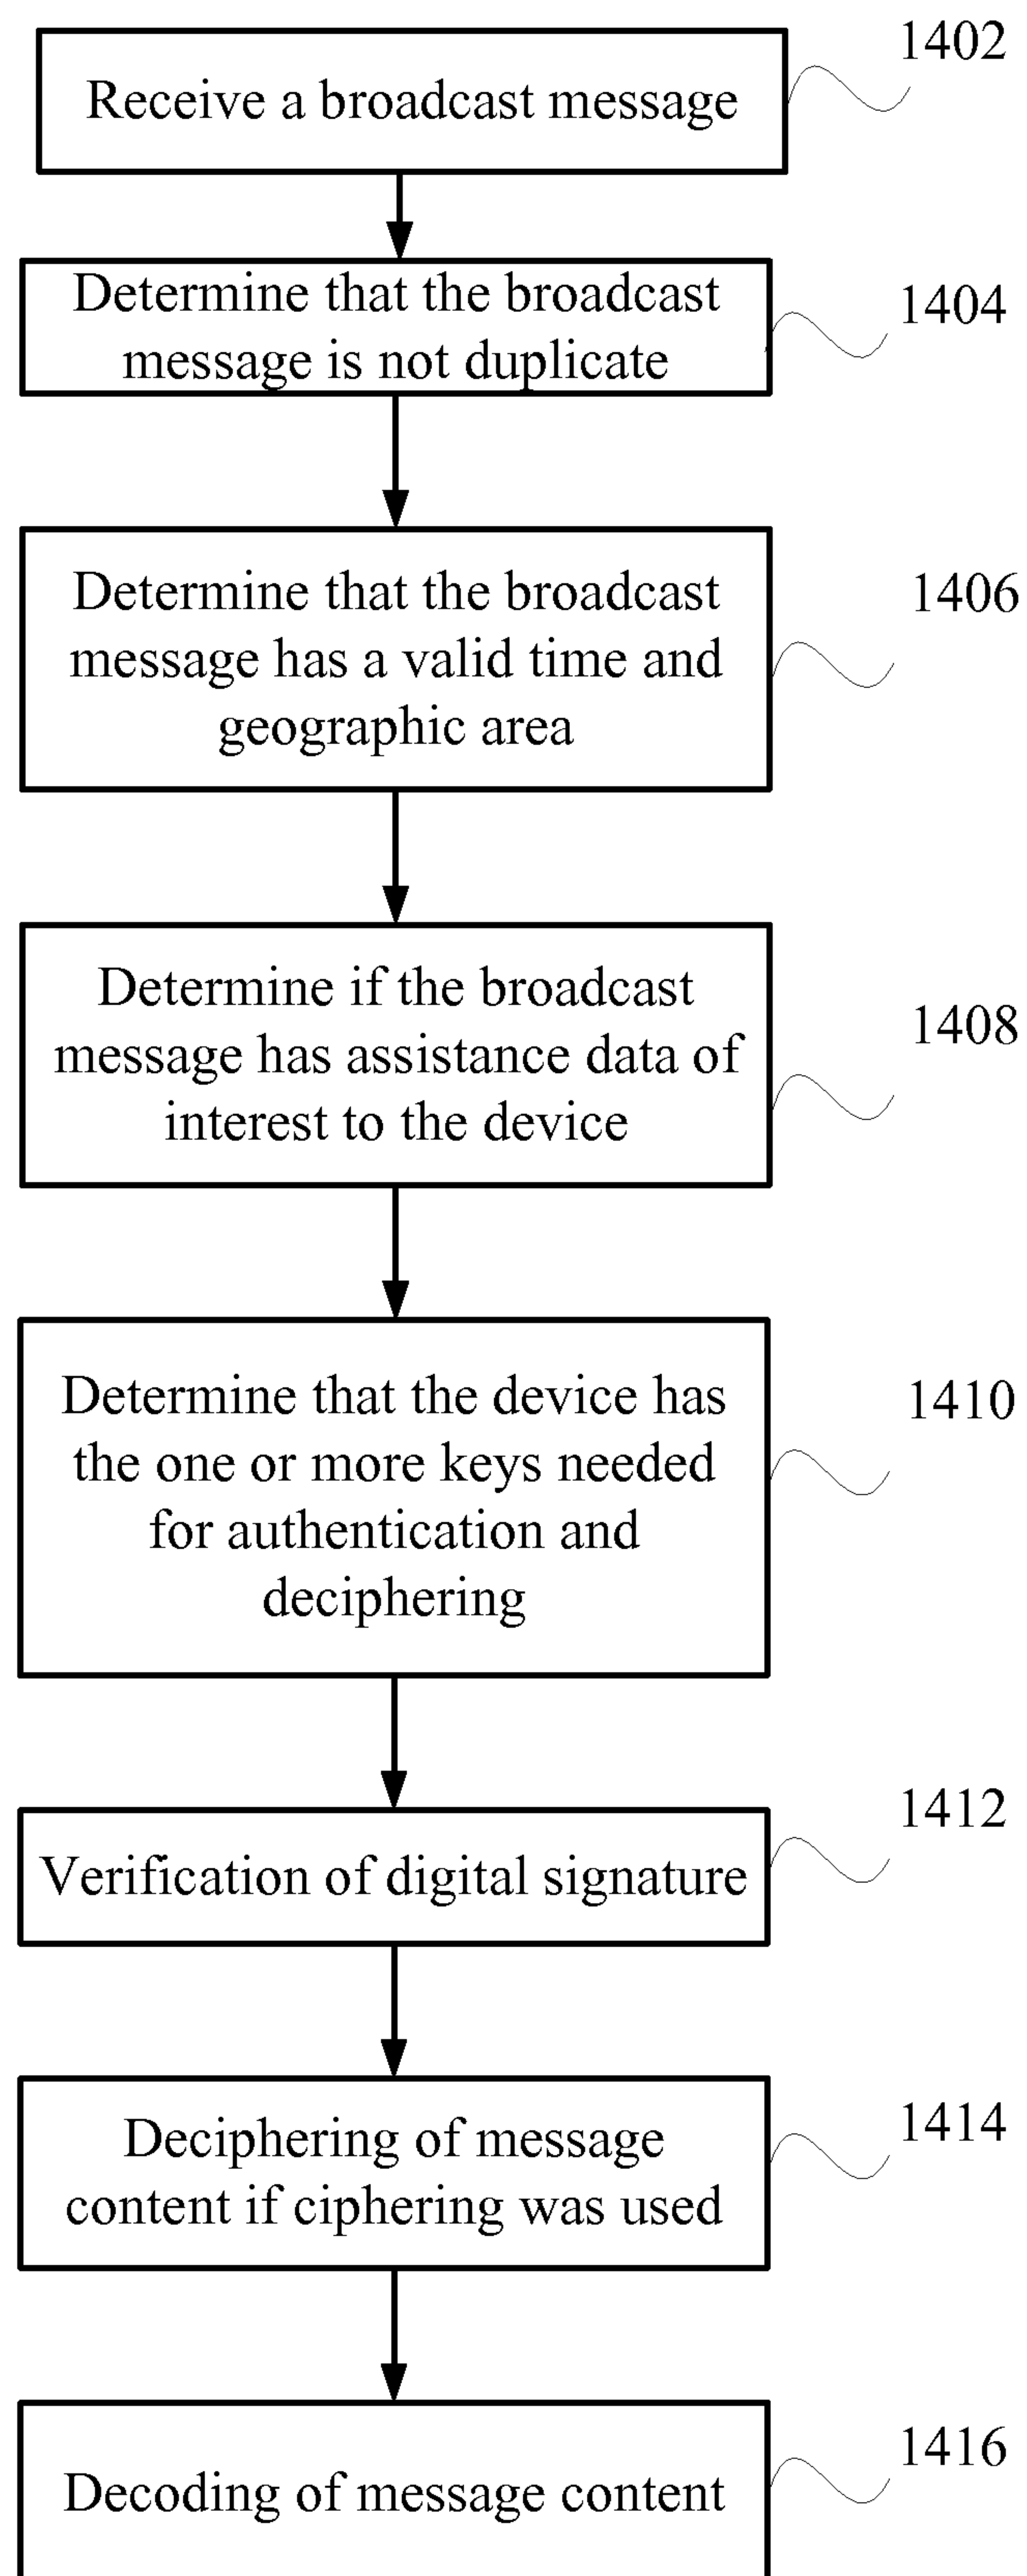 1402
Receive a broadcast message
Determine that the broadcast
message is not duplicate
1404
Determine that the broadcast
message has a valid time and
geographic area
1406
Determine if the broadcast
message has assistance data of
interest to the device
1408
Determine that the device has
the one or more keys needed
for authentication and
deciphering
1410
Verification of digital signature
1412
Deciphering of message
content if ciphering was used
1414
Decoding of message content
1416